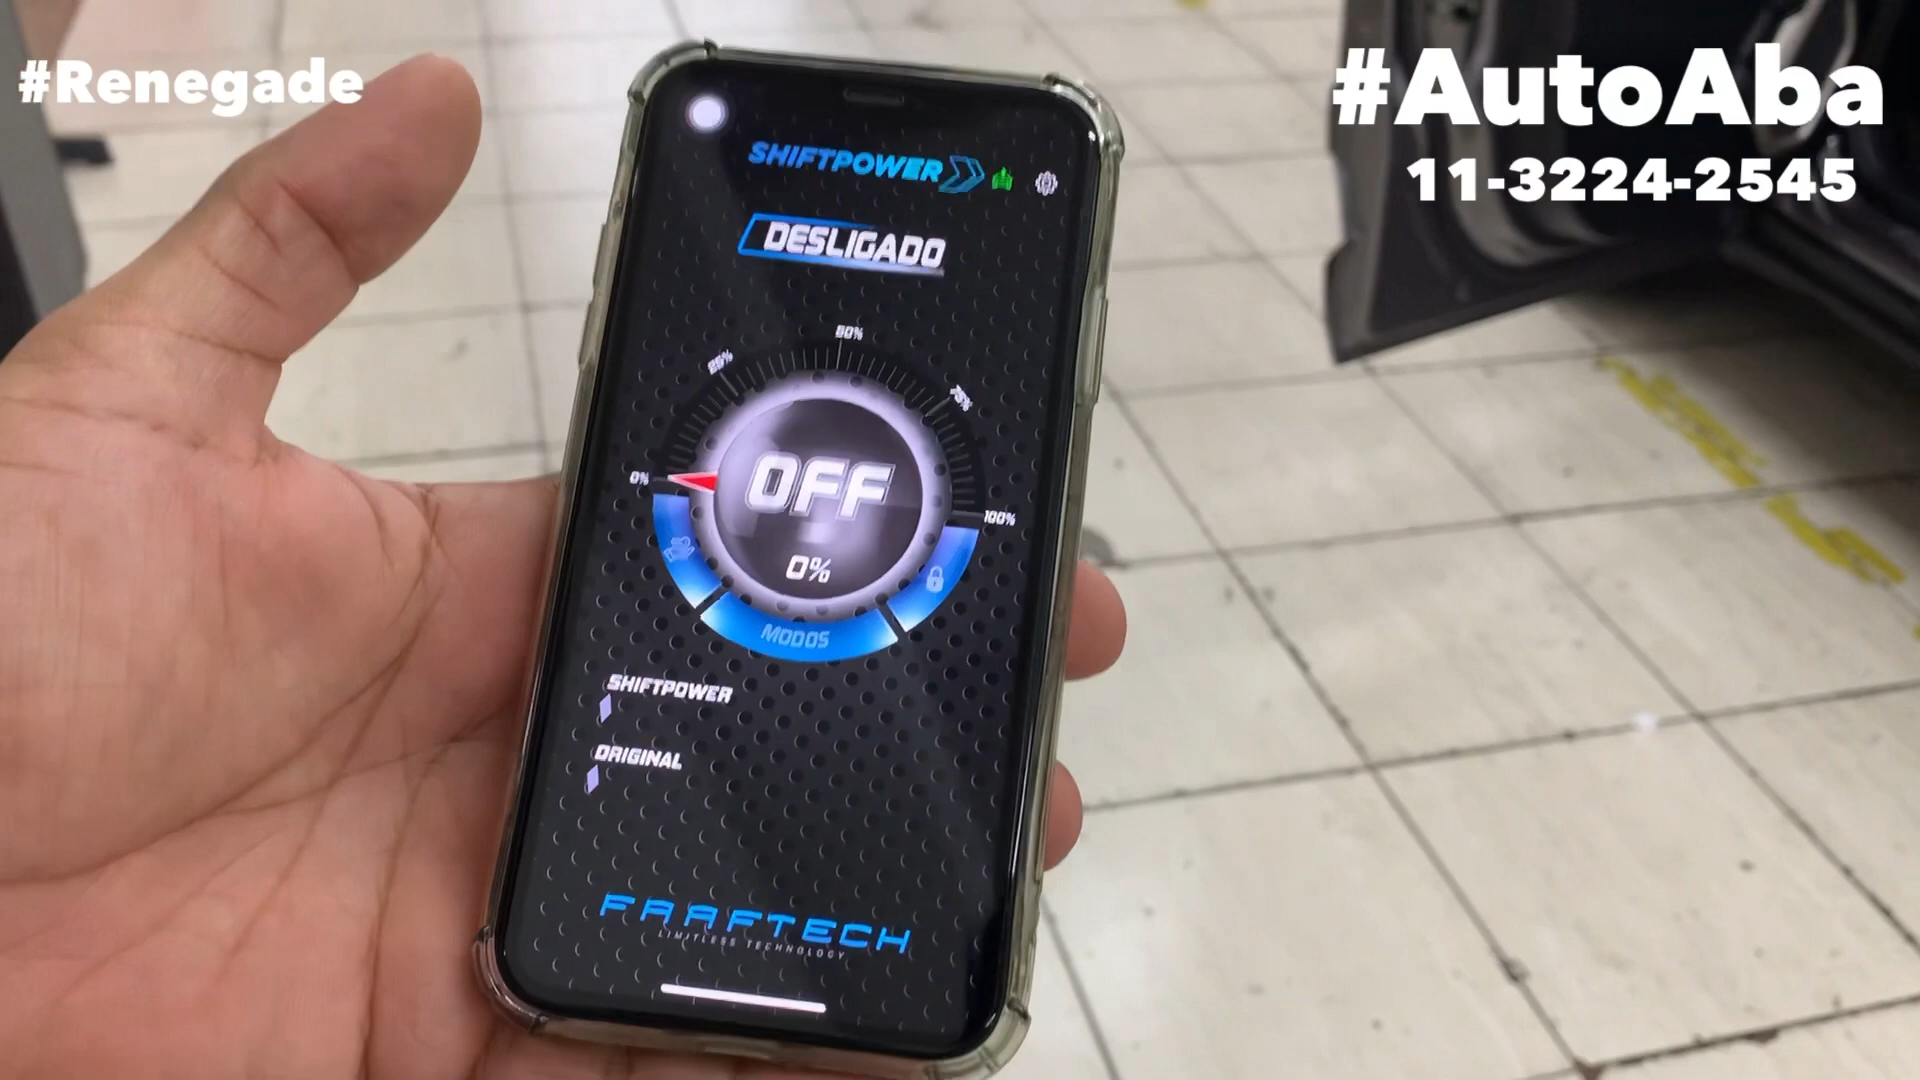 #Renegade
#AutoAba
11-3224-2545
SHIFTPOWER
DESLIGADO
0%
25%
50%
75%
100%
OFF
0%
MODOS
SHIFTPOWER
ORIGINAL
FAAFTECH
LIMITLESS TECHNOLOGY